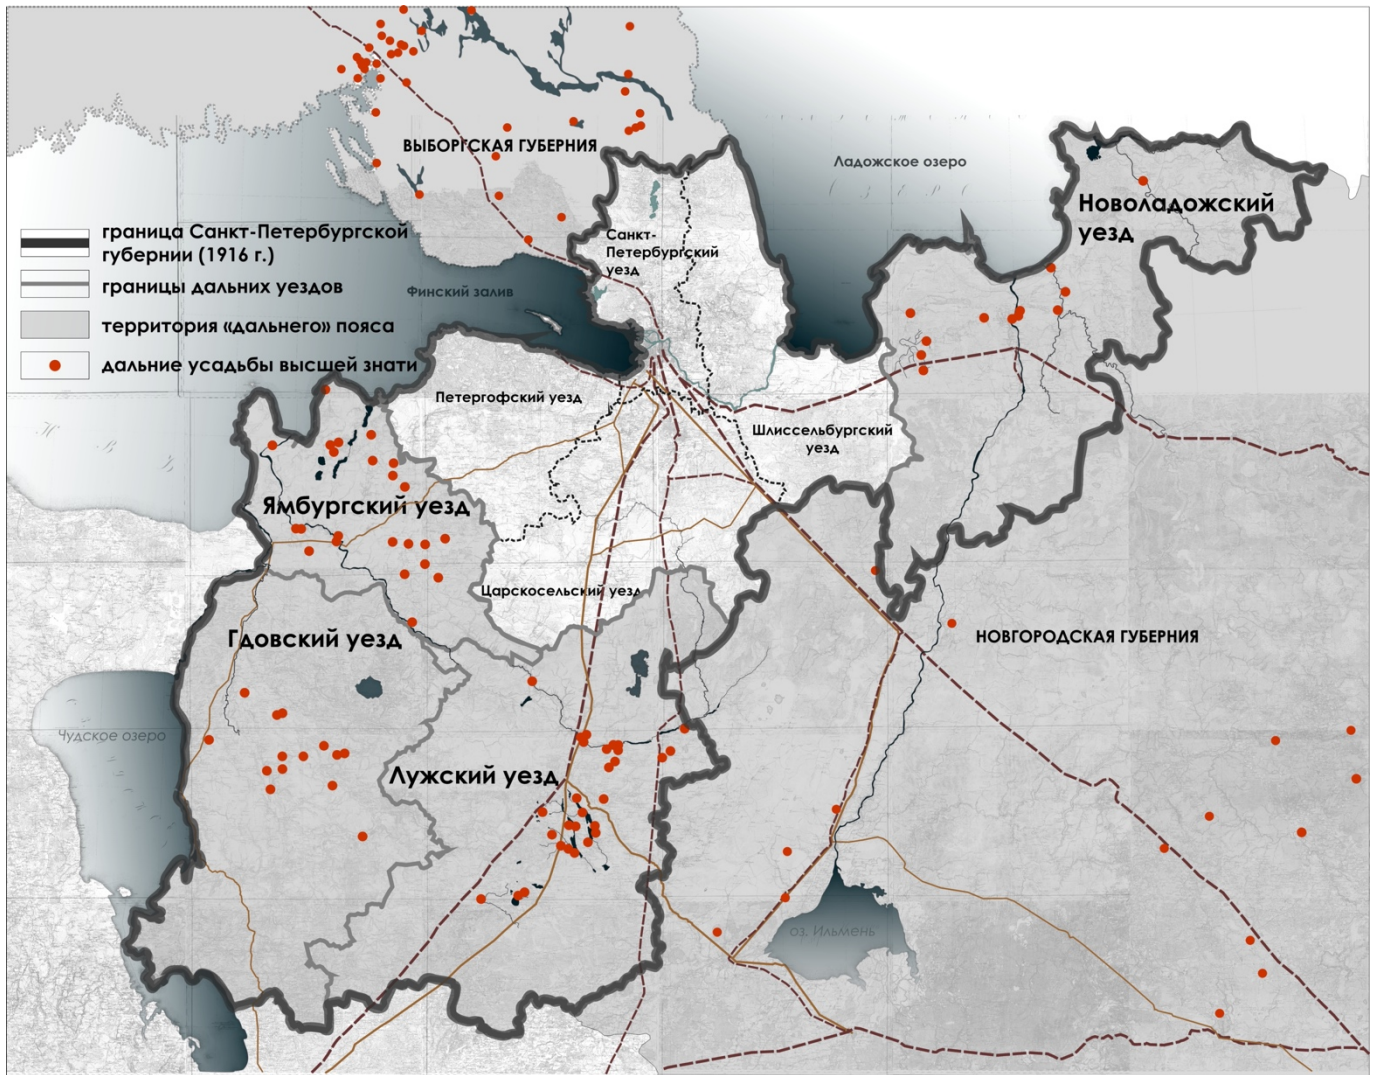 ВЫБОРГСКАЯ ГУБЕРНИЯ
Ладожское озеро
Новоладожский
уезд
граница Санкт-Петербургской
губернии (1916 г.)
границы дальних уездов
территория «дальнего» пояса
дальние усадьбы высшей знати
Санкт-
Петербургский
уезд
Финский залив
Петергофский уезд
Шлиссельбургский
уезд
Ямбургский уезд
Царскосельский уезд
Гдовский уезд
НОВГОРОДСКАЯ ГУБЕРНИЯ
Чудское озеро
Лужский уезд
оз. Ильмень